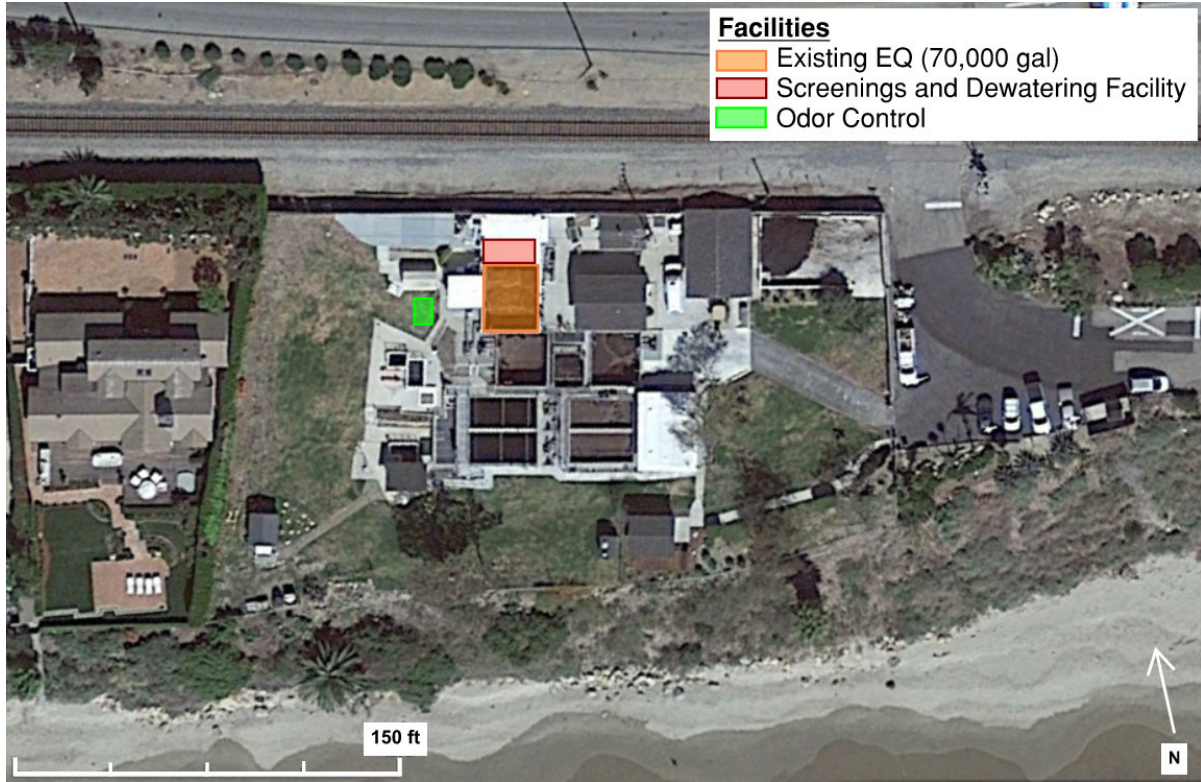 Facilities
Existing EQ (70,000 gal)
Screenings and Dewatering Facility
Odor Control
150 ft
N